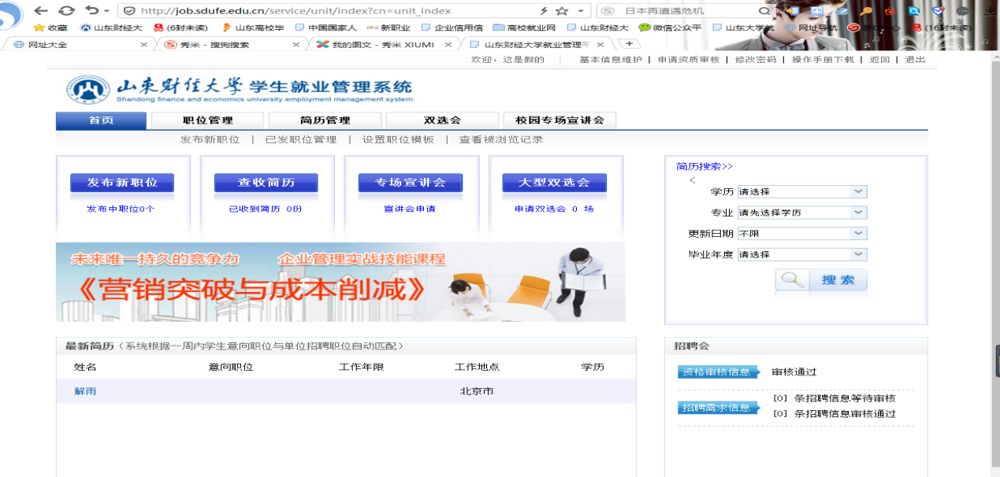 http://job.sdufe.edu.cn/service/unit/index?cn=unit_index
日本再遭遇危机
收藏 山东财经大 (6封未读) 山东高校毕 中国国家人 新职业 企业信用信 高校就业网 山东财经大 微信公众平 山东大学就 网址导航 (16封未读)
网址大全 秀米 - 搜狗搜索 我的图文 - 秀米 XIUMI 山东财经大学就业管理平
欢迎,这是假的 基本信息维护 | 申请资质审核 | 修改密码 | 操作手册下载 | 返回 | 退出
山东财经大学 学生就业管理系统
Shandong finance and economics university employment management system
首页 职位管理 简历管理 双选会 校园专场宣讲会
发布新职位 | 已发职位管理 | 设置职位模板 | 查看被浏览记录
发布新职位 查收简历 专场宣讲会 大型双选会
发布中职位0个 已收到简历 0份 宣讲会申请 申请双选会 0 场
简历搜索>>
<
学历 请选择
专业 请先选择学历
更新日期 不限
毕业年度 请选择
搜索
未来唯一持久的竞争力 企业管理实战技能课程
《营销突破与成本削减》
最新简历（系统根据一周内学生意向职位与单位招聘职位自动匹配）
姓名 意向职位 工作年限 工作地点 学历
解雨 北京市
招聘会
资格审核信息 审核通过
招聘需求信息 [0] 条招聘信息等待审核
[0] 条招聘信息审核通过